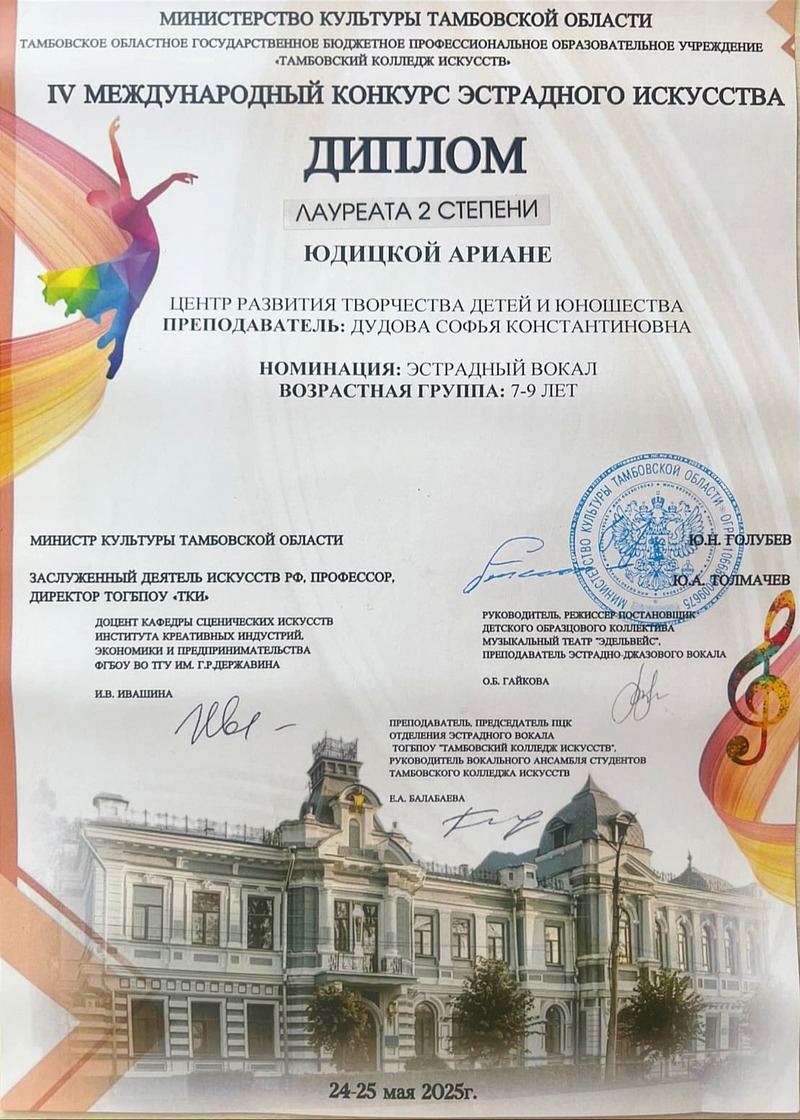 МИНИСТЕРСТВО КУЛЬТУРЫ ТАМБОВСКОЙ ОБЛАСТИ
ТАМБОВСКОЕ ОБЛАСТНОЕ ГОСУДАРСТВЕННОЕ БЮДЖЕТНОЕ ПРОФЕССИОНАЛЬНОЕ ОБРАЗОВАТЕЛЬНОЕ УЧРЕЖДЕНИЕ
«ТАМБОВСКИЙ КОЛЛЕДЖ ИСКУССТВ»
IV МЕЖДУНАРОДНЫЙ КОНКУРС ЭСТРАДНОГО ИСКУССТВА
ДИПЛОМ
ЛАУРЕАТА 2 СТЕПЕНИ
ЮДИЦКОЙ АРИАНЕ
ЦЕНТР РАЗВИТИЯ ТВОРЧЕСТВА ДЕТЕЙ И ЮНОШЕСТВА
ПРЕПОДАВАТЕЛЬ: ДУДОВА СОФЬЯ КОНСТАНТИНОВНА
НОМИНАЦИЯ: ЭСТРАДНЫЙ ВОКАЛ
ВОЗРАСТНАЯ ГРУППА: 7-9 ЛЕТ
МИНИСТЕРСТВО КУЛЬТУРЫ ТАМБОВСКОЙ ОБЛАСТИ
МИНИСТР КУЛЬТУРЫ ТАМБОВСКОЙ ОБЛАСТИ
Ю.Н. ГОЛУБЕВ
ЗАСЛУЖЕННЫЙ ДЕЯТЕЛЬ ИСКУССТВ РФ, ПРОФЕССОР,
ДИРЕКТОР ТОГБПОУ «ТКИ»
Ю.А. ТОЛМАЧЕВ
ДОЦЕНТ КАФЕДРЫ СЦЕНИЧЕСКИХ ИСКУССТВ
ИНСТИТУТА КРЕАТИВНЫХ ИНДУСТРИЙ,
ЭКОНОМИКИ И ПРЕДПРИНИМАТЕЛЬСТВА
ФГБОУ ВО ТГУ ИМ. Г.Р.ДЕРЖАВИНА
И.В. ИВАШИНА
РУКОВОДИТЕЛЬ, РЕЖИССЕР ПОСТАНОВЩИК
ДЕТСКОГО ОБРАЗЦОВОГО КОЛЛЕКТИВА
МУЗЫКАЛЬНЫЙ ТЕАТР "ЭДЕЛЬВЕЙС",
ПРЕПОДАВАТЕЛЬ ЭСТРАДНО-ДЖАЗОВОГО ВОКАЛА
О.Б. ГАЙКОВА
ПРЕПОДАВАТЕЛЬ, ПРЕДСЕДАТЕЛЬ ПЦК
ОТДЕЛЕНИЯ ЭСТРАДНОГО ВОКАЛА
ТОГБПОУ "ТАМБОВСКИЙ КОЛЛЕДЖ ИСКУССТВ",
РУКОВОДИТЕЛЬ ВОКАЛЬНОГО АНСАМБЛЯ СТУДЕНТОВ
ТАМБОВСКОГО КОЛЛЕДЖА ИСКУССТВ
Е.А. БАЛАБАЕВА
24-25 мая 2025г.